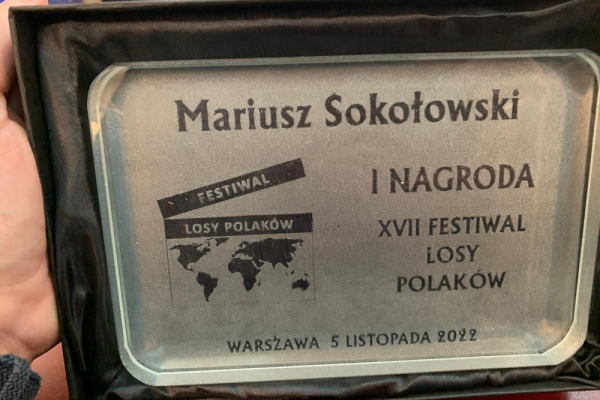 Mariusz Sokołowski
FESTIWAL
LOSY POLAKÓW
I NAGRODA
XVII FESTIWAL
LOSY
POLAKÓW
WARSZAWA 5 LISTOPADA 2022